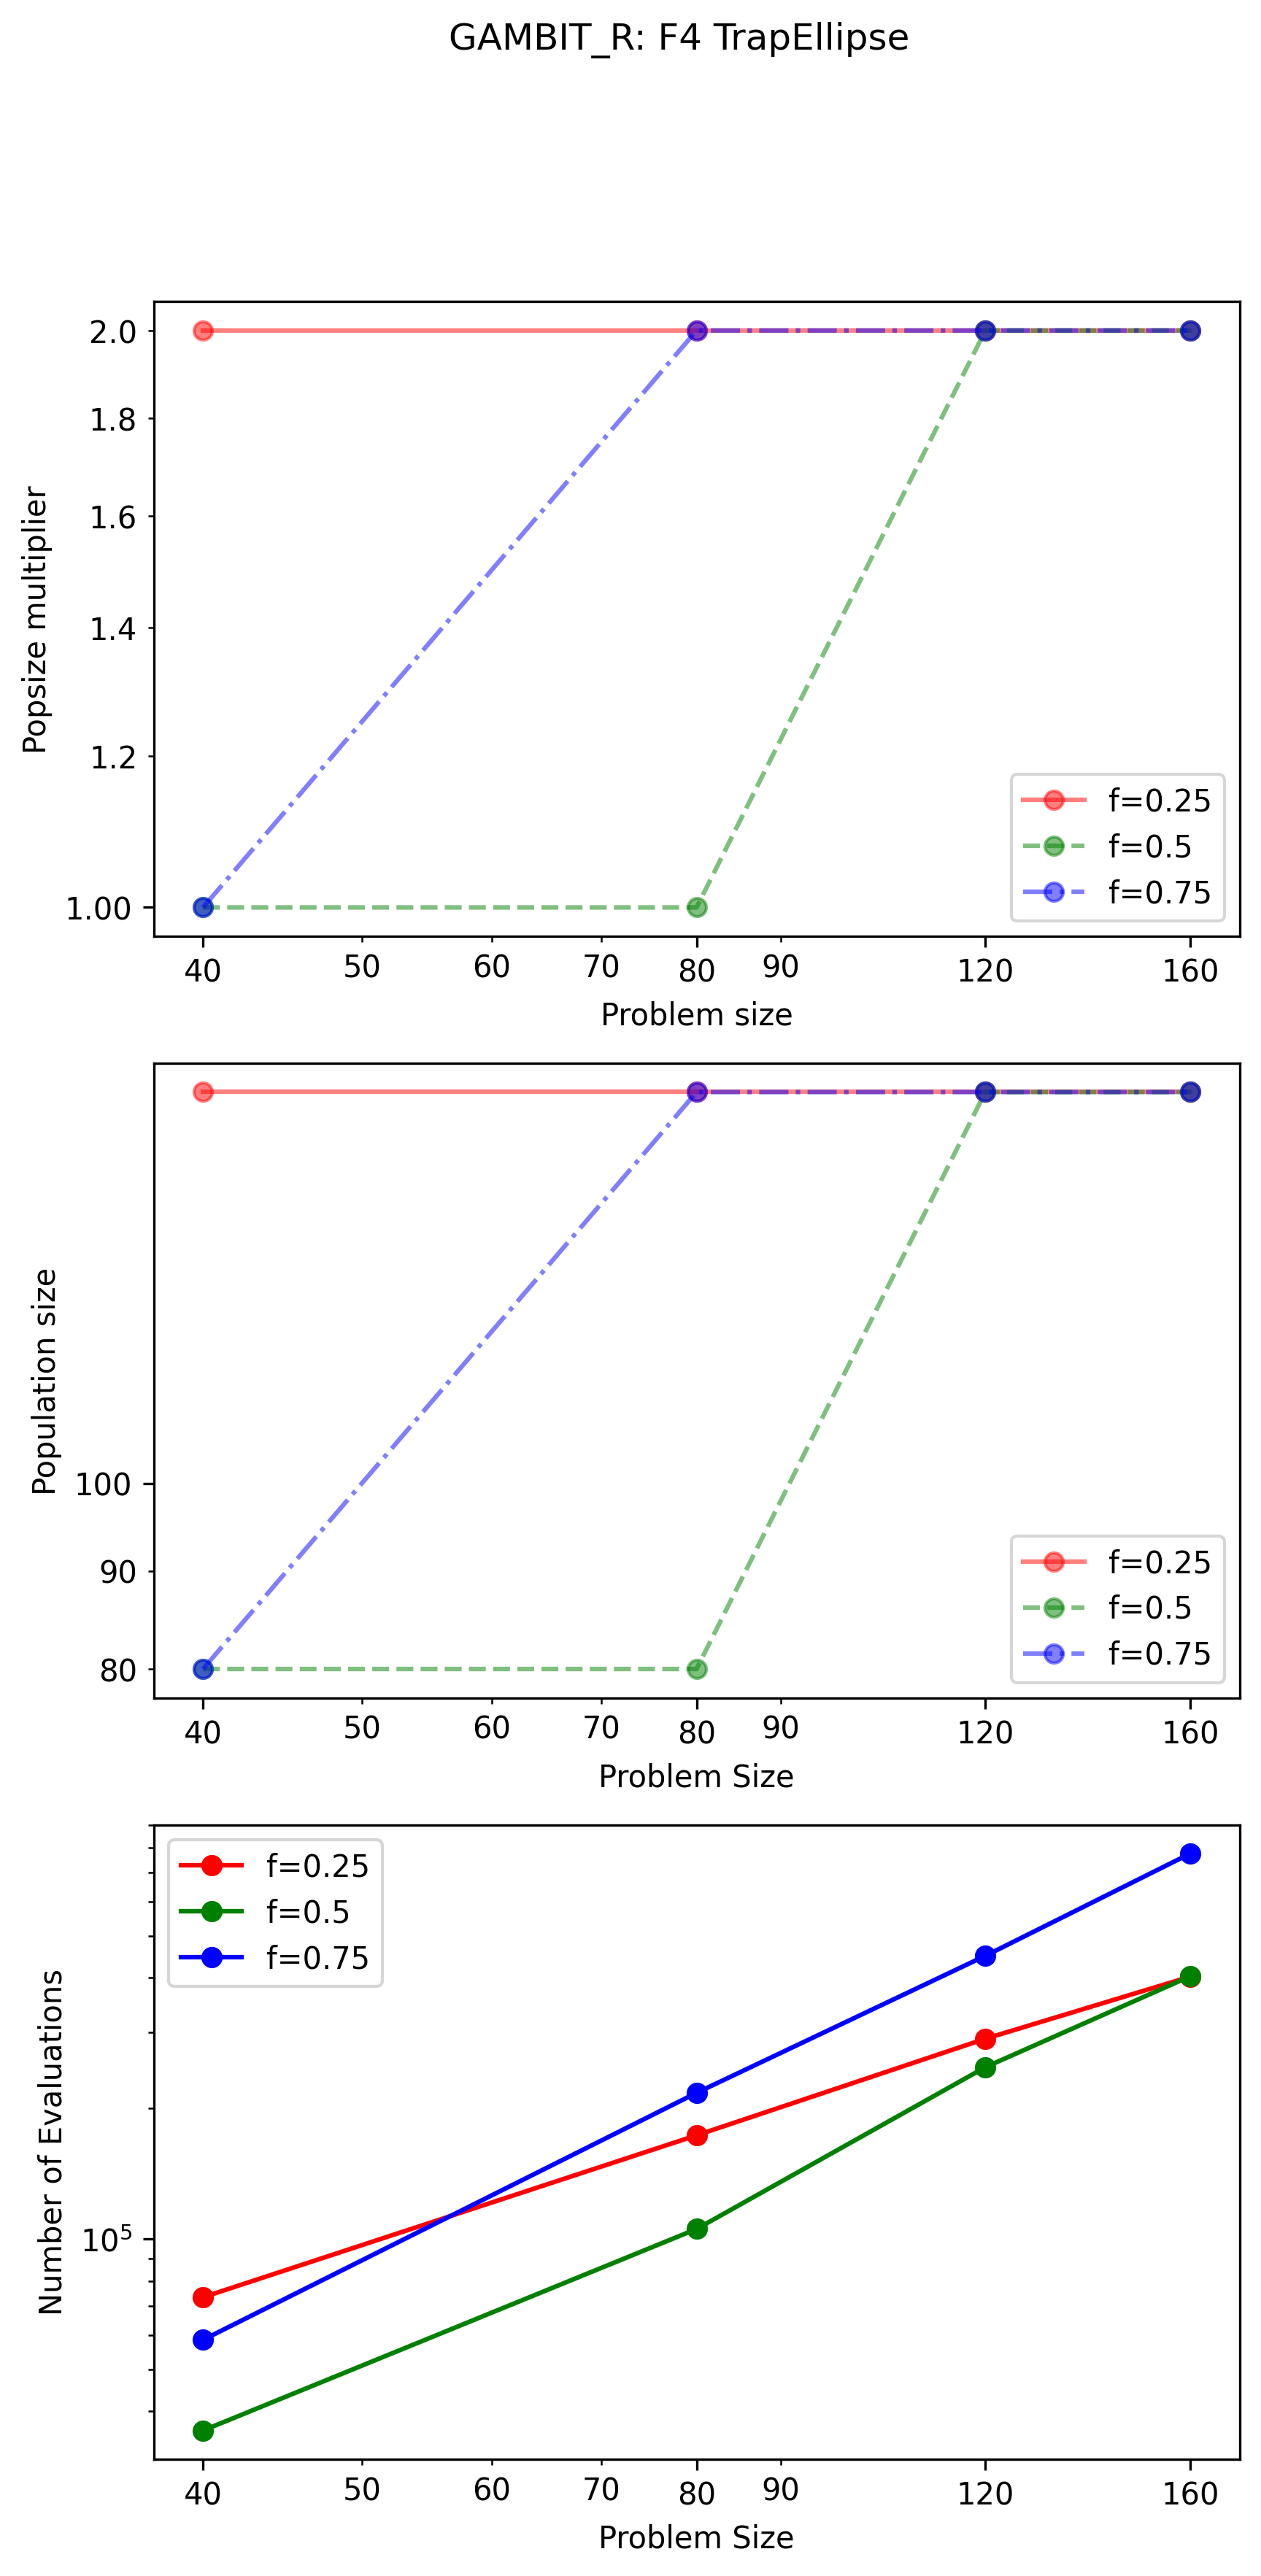 GAMBIT_R: F4 TrapEllipse
2.0
1.8
1.6
1.4
1.2
1.00
Popsize multiplier
f=0.25
f=0.5
f=0.75
40 50 60 70 80 90 120 160
Problem size
100
90
80
Population size
f=0.25
f=0.5
f=0.75
40 50 60 70 80 90 120 160
Problem Size
f=0.25
f=0.5
f=0.75
10⁵
Number of Evaluations
40 50 60 70 80 90 120 160
Problem Size